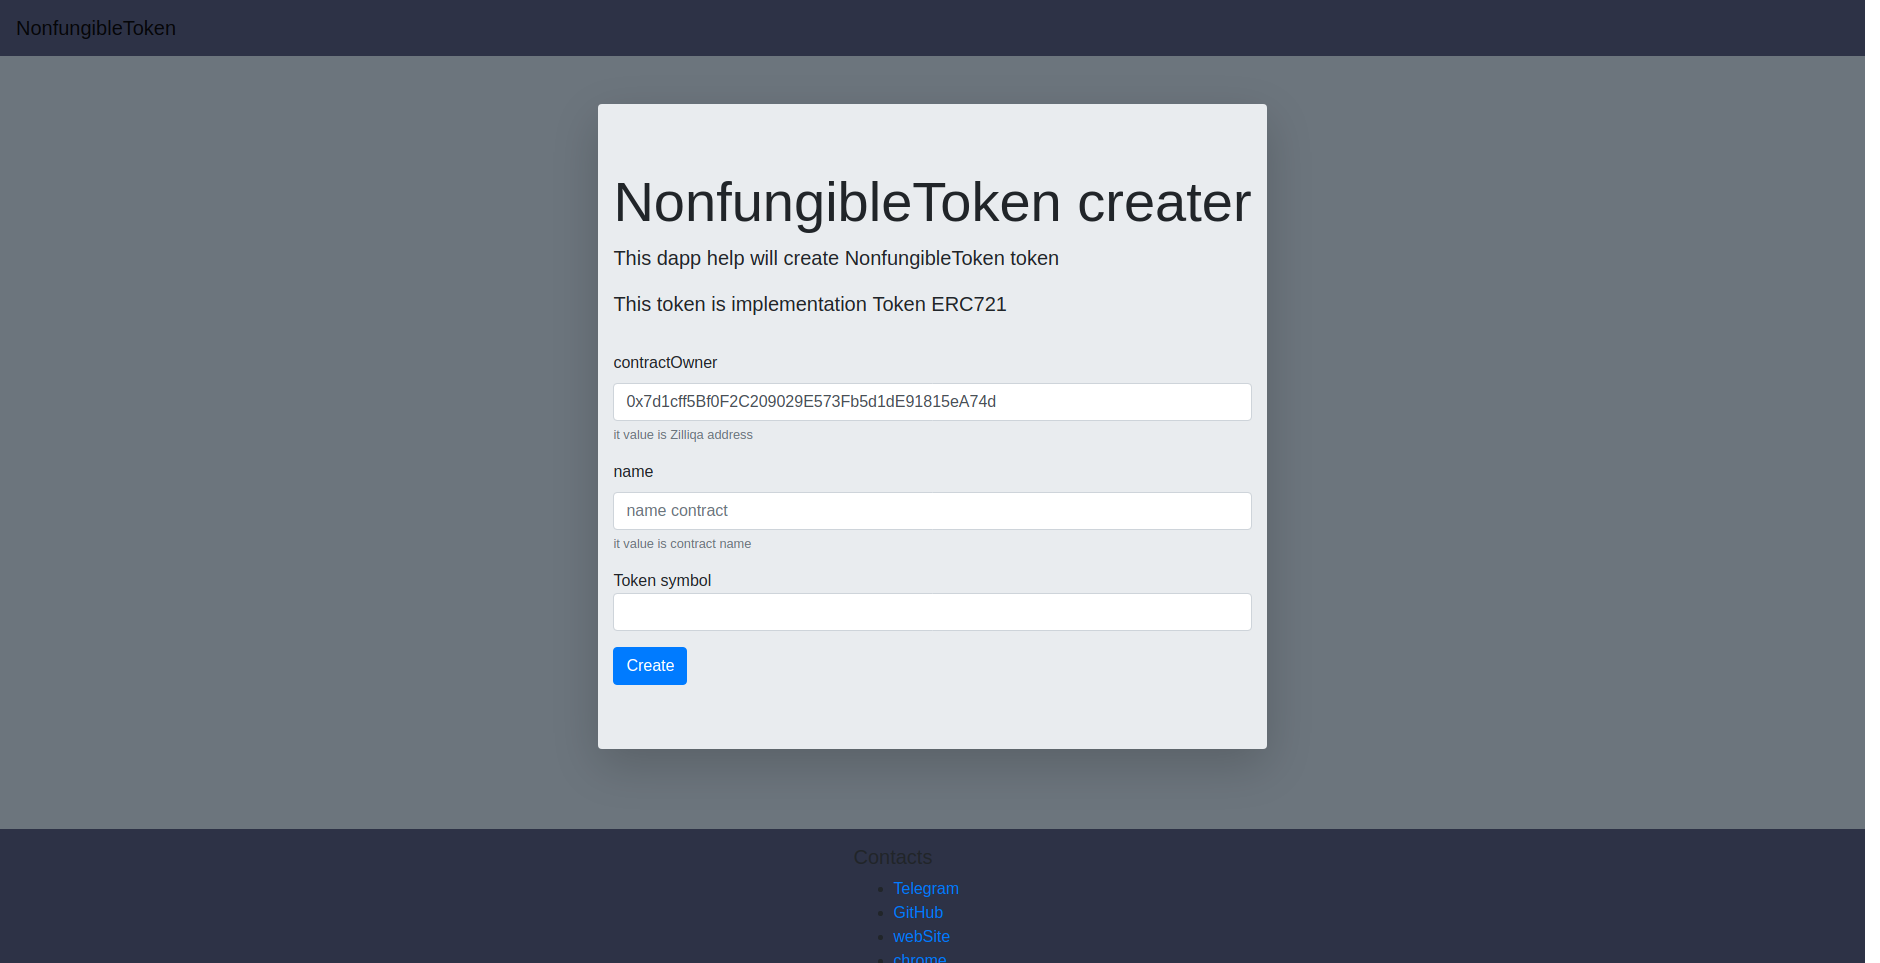 NonfungibleToken
NonfungibleToken creater
This dapp help will create NonfungibleToken token
This token is implementation Token ERC721
contractOwner
0x7d1cff5Bf0F2C209029E573Fb5d1dE91815eA74d
it value is Zilliqa address
name
name contract
it value is contract name
Token symbol
Create
Contacts
Telegram
GitHub
webSite
chrome